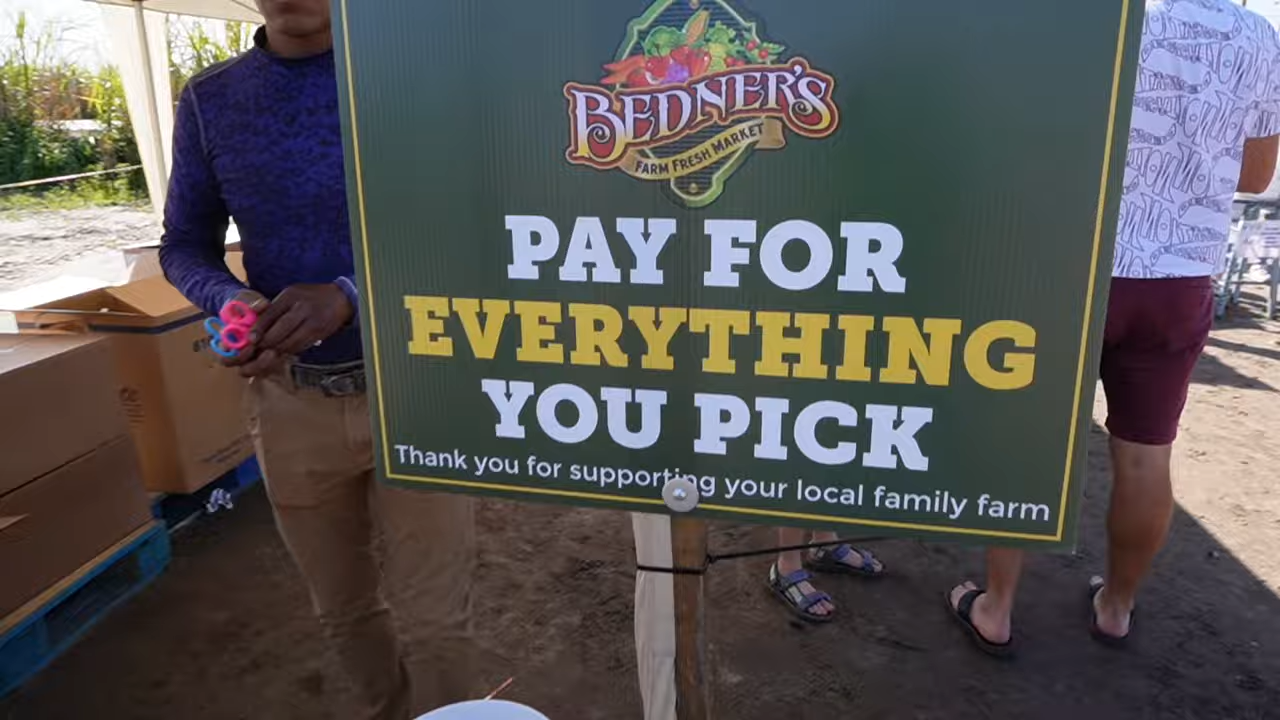 BEDNER'S
FARM FRESH MARKET
PAY FOR
EVERYTHING
YOU PICK
Thank you for supporting your local family farm